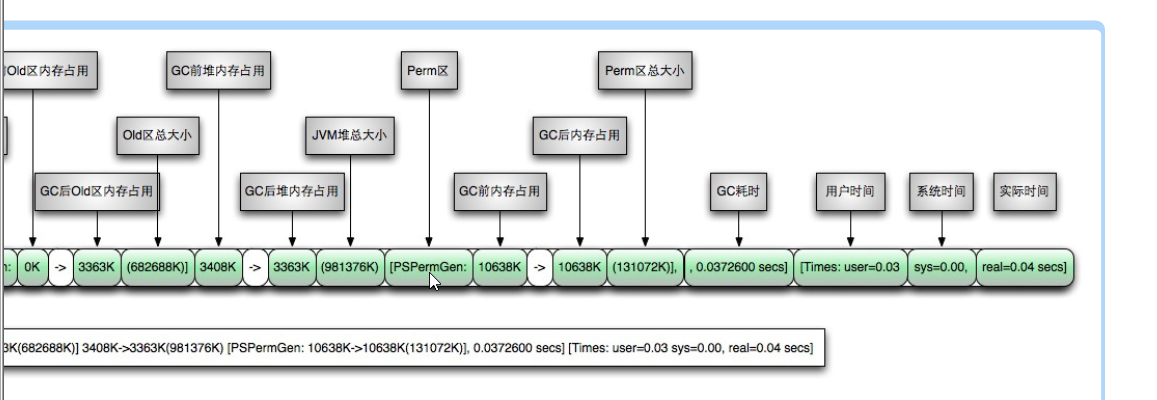 Old区内存占用
GC前堆内存占用
Perm区
Perm区总大小
Old区总大小
JVM堆总大小
GC后内存占用
GC后Old区内存占用
GC后堆内存占用
GC前内存占用
GC耗时
用户时间
系统时间
实际时间
n: 0K -> 3363K (682688K)] 3408K -> 3363K (981376K) [PSPermGen: 10638K -> 10638K (131072K)], , 0.0372600 secs] [Times: user=0.03 sys=0.00, real=0.04 secs]
3K(682688K)] 3408K->3363K(981376K) [PSPermGen: 10638K->10638K(131072K)], 0.0372600 secs] [Times: user=0.03 sys=0.00, real=0.04 secs]